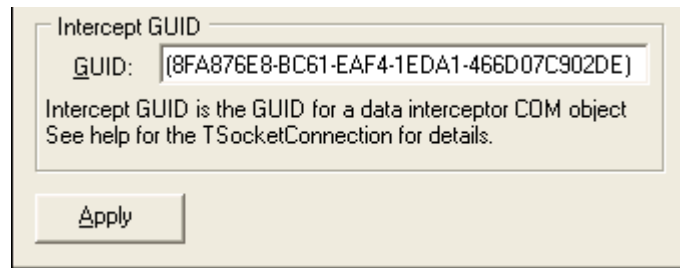 Intercept GUID
GUID: {8FA876E8-BC61-EAF4-1EDA1-466D07C902DE}
Intercept GUID is the GUID for a data interceptor COM object
See help for the TSocketConnection for details.
Apply